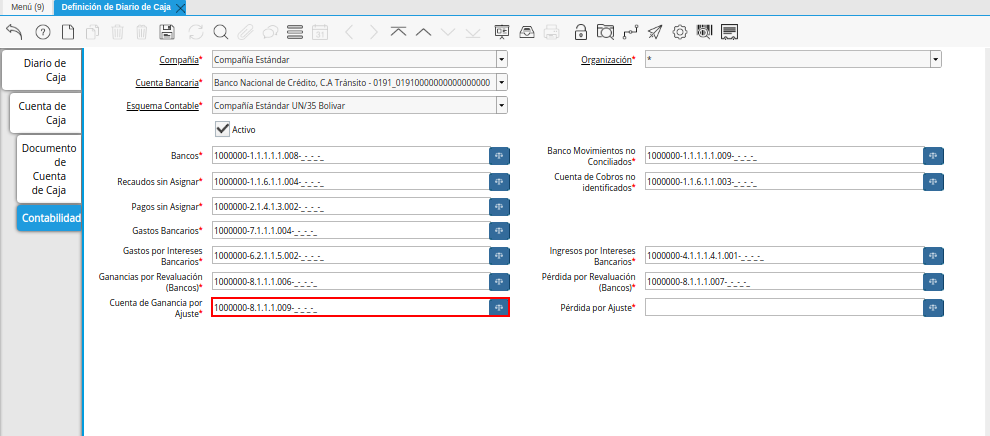 Menú (9)
Definición de Diario de Caja
31
Diario de
Caja
Cuenta de
Caja
Documento
de
Cuenta
de Caja
Contabilidad
Compañía* Compañía Estándar
Organización* *
Cuenta Bancaria* Banco Nacional de Crédito, C.A Tránsito - 0191_01910000000000000000
Esquema Contable* Compañía Estándar UN/35 Bolivar
Activo
Bancos* 1000000-1.1.1.1.1.008-_-_-_-_
Banco Movimientos no
Conciliados* 1000000-1.1.1.1.1.009-_-_-_-_
Recaudos sin Asignar* 1000000-1.1.6.1.1.004-_-_-_-_
Cuenta de Cobros no
identificados* 1000000-1.1.6.1.1.003-_-_-_-_
Pagos sin Asignar* 1000000-2.1.4.1.3.002-_-_-_-_
Gastos Bancarios* 1000000-7.1.1.1.004-_-_-_-_
Gastos por Intereses
Bancarios* 1000000-6.2.1.1.5.002-_-_-_-_
Ingresos por Intereses
Bancarios* 1000000-4.1.1.1.4.1.001-_-_-_-_
Ganancias por Revaluación
(Bancos)* 1000000-8.1.1.1.006-_-_-_-_
Pérdida por Revaluación
(Bancos)* 1000000-8.1.1.1.007-_-_-_-_
Cuenta de Ganancia por
Ajuste* 1000000-8.1.1.1.009-_-_-_-_
Pérdida por Ajuste*